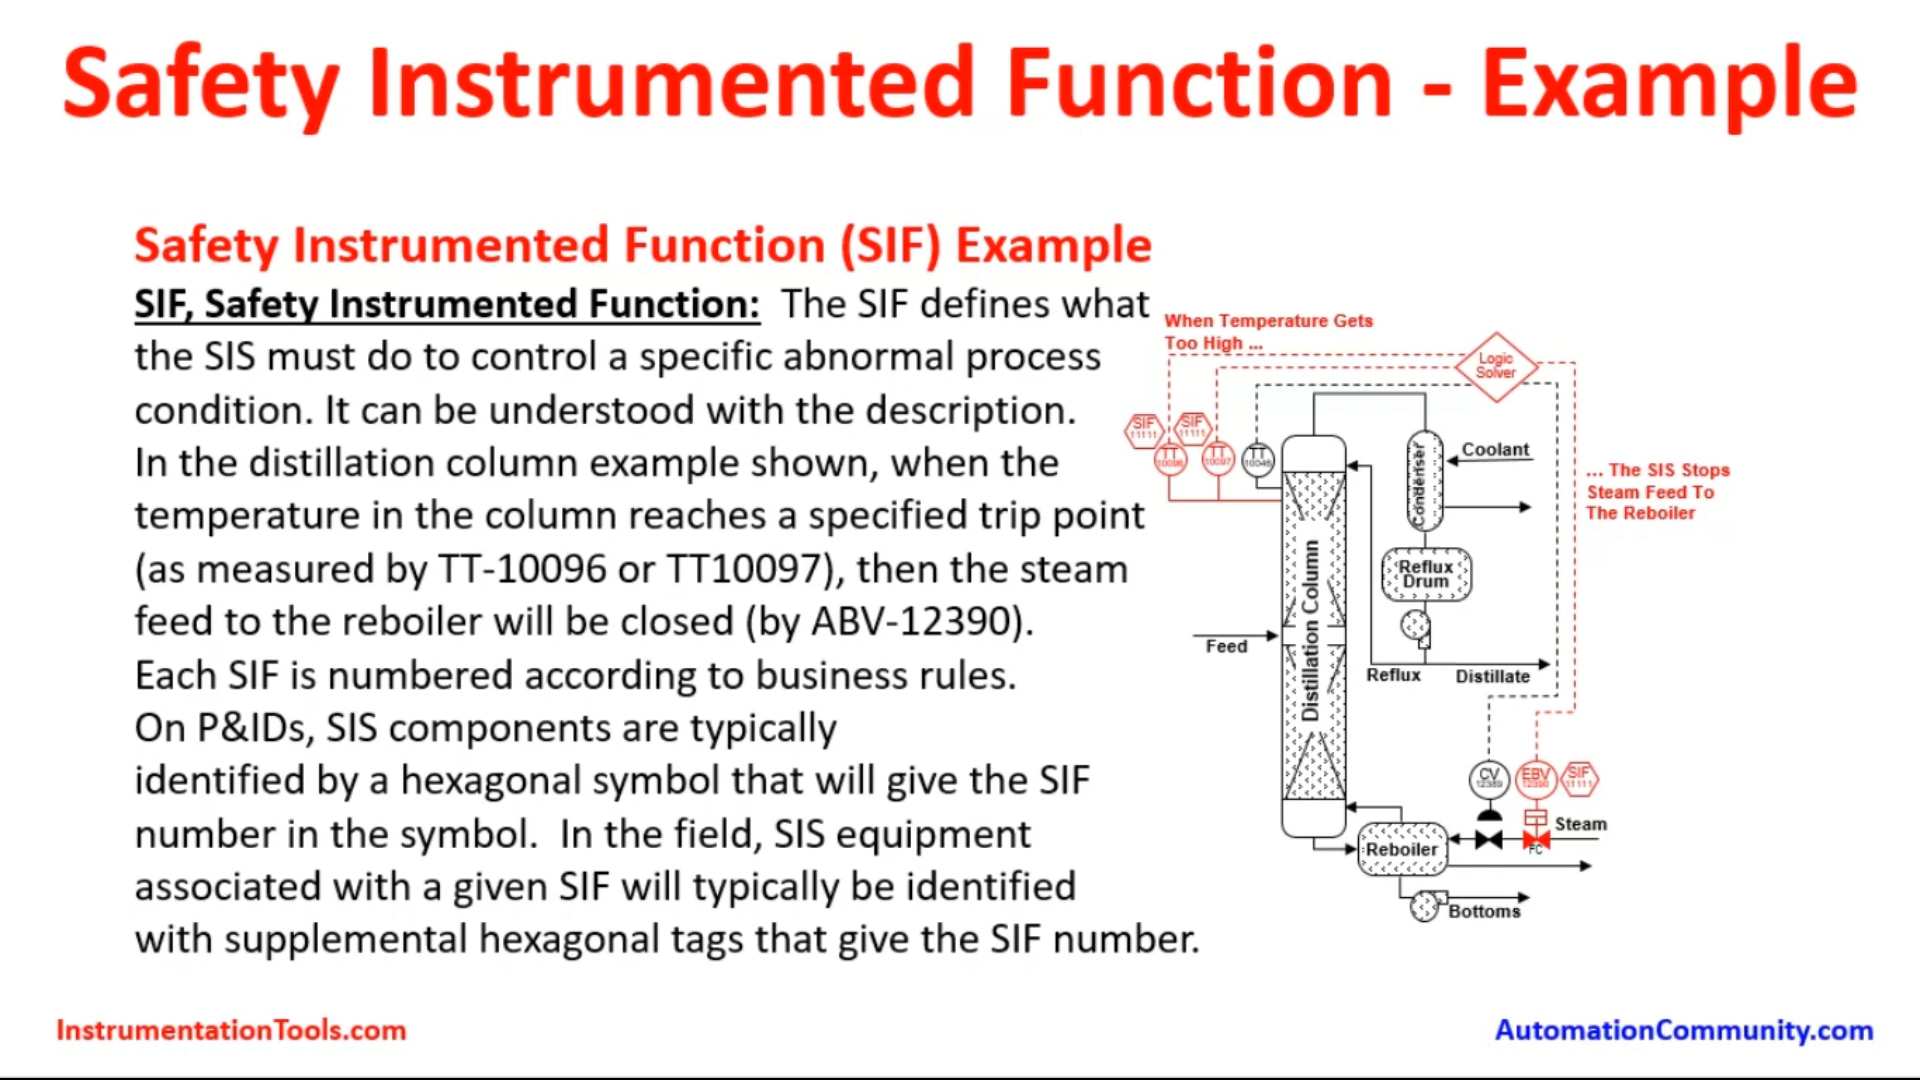 Safety Instrumented Function - Example
Safety Instrumented Function (SIF) Example
SIF, Safety Instrumented Function: The SIF defines what
the SIS must do to control a specific abnormal process
condition. It can be understood with the description.
In the distillation column example shown, when the
temperature in the column reaches a specified trip point
(as measured by TT-10096 or TT10097), then the steam
feed to the reboiler will be closed (by ABV-12390).
Each SIF is numbered according to business rules.
On P&IDs, SIS components are typically
identified by a hexagonal symbol that will give the SIF
number in the symbol. In the field, SIS equipment
associated with a given SIF will typically be identified
with supplemental hexagonal tags that give the SIF number.
When Temperature Gets
Too High ...
Logic
Solver
SIF
11111
SIF
11111
TT
10096
TT
10097
TT
10046
Condenser
Coolant
... The SIS Stops
Steam Feed To
The Reboiler
Reflux
Drum
Distillation Column
Feed
Reflux
Distillate
CV
12389
EBV
12390
SIF
11111
Steam
FC
Reboiler
Bottoms
InstrumentationTools.com
AutomationCommunity.com